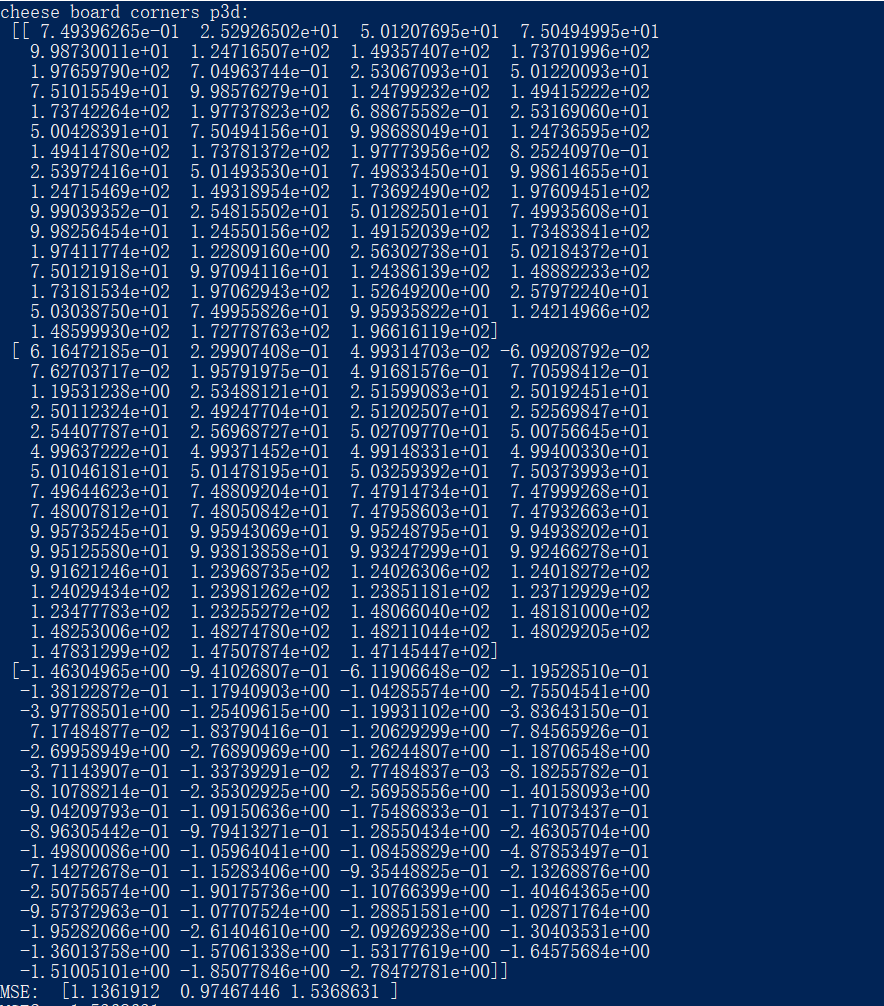 cheese board corners p3d:
[[ 7.49396265e-01 2.52926502e+01 5.01207695e+01 7.50494995e+01
9.98730011e+01 1.24716507e+02 1.49357407e+02 1.73701996e+02
1.97659790e+02 7.04963744e-01 2.53067093e+01 5.01220093e+01
7.51015549e+01 9.98576279e+01 1.24799232e+02 1.49415222e+02
1.73742264e+02 1.97737823e+02 6.88675582e-01 2.53169060e+01
5.00428391e+01 7.50494156e+01 9.98688049e+01 1.24736595e+02
1.49414780e+02 1.73781372e+02 1.97773956e+02 8.25240970e-01
2.53972416e+01 5.01493530e+01 7.49833450e+01 9.98614655e+01
1.24715469e+02 1.49318954e+02 1.73692490e+02 1.97609451e+02
9.99039352e-01 2.54815502e+01 5.01282501e+01 7.49935608e+01
9.98256454e+01 1.24550156e+02 1.49152039e+02 1.73483841e+02
1.97411774e+02 1.22809160e+00 2.56302738e+01 5.02184372e+01
7.50121918e+01 9.97094116e+01 1.24386139e+02 1.48882233e+02
1.73181534e+02 1.97062943e+02 1.52649200e+00 2.57972240e+01
5.03038750e+01 7.49955826e+01 9.95935822e+01 1.24214966e+02
1.48599930e+02 1.72778763e+02 1.96616119e+02]
[ 6.16472185e-01 2.29907408e-01 4.99314703e-02 -6.09208792e-02
7.62703717e-02 1.95791975e-01 4.91681576e-01 7.70598412e-01
1.19531238e+00 2.53488121e+01 2.51599083e+01 2.50192451e+01
2.50112324e+01 2.49247704e+01 2.51202507e+01 2.52569847e+01
2.54407787e+01 2.56968727e+01 5.02709770e+01 5.00756645e+01
4.99637222e+01 4.99371452e+01 4.99148331e+01 4.99400330e+01
5.01046181e+01 5.01478195e+01 5.03259392e+01 7.50373993e+01
7.49644623e+01 7.48809204e+01 7.47914734e+01 7.47999268e+01
7.48007812e+01 7.48050842e+01 7.47958603e+01 7.47932663e+01
9.95735245e+01 9.95943069e+01 9.95248795e+01 9.94938202e+01
9.95125580e+01 9.93813858e+01 9.93247299e+01 9.92466278e+01
9.91621246e+01 1.23968735e+02 1.24026306e+02 1.24018272e+02
1.24029434e+02 1.23981262e+02 1.23851181e+02 1.23712929e+02
1.23477783e+02 1.23255272e+02 1.48066040e+02 1.48181000e+02
1.48253006e+02 1.48274780e+02 1.48211044e+02 1.48029205e+02
1.47831299e+02 1.47507874e+02 1.47145447e+02]
[-1.46304965e+00 -9.41026807e-01 -6.11906648e-02 -1.19528510e-01
-1.38122872e-01 -1.17940903e+00 -1.04285574e+00 -2.75504541e+00
-3.97788501e+00 -1.25409615e+00 -1.19931102e+00 -3.83643150e-01
7.17484877e-02 -1.83790416e-01 -1.20629299e+00 -7.84565926e-01
-2.69958949e+00 -2.76890969e+00 -1.26244807e+00 -1.18706548e+00
-3.71143907e-01 -1.33739291e-02 2.77484837e-03 -8.18255782e-01
-8.10788214e-01 -2.35302925e+00 -2.56958556e+00 -1.40158093e+00
-9.04209793e-01 -1.09150636e+00 -1.75486833e-01 -1.71073437e-01
-8.96305442e-01 -9.79413271e-01 -1.28550434e+00 -2.46305704e+00
-1.49800086e+00 -1.05964041e+00 -1.08458829e+00 -4.87853497e-01
-7.14272678e-01 -1.15283406e+00 -9.35448825e-01 -2.13268876e+00
-2.50756574e+00 -1.90175736e+00 -1.10766399e+00 -1.40464365e+00
-9.57372963e-01 -1.07707524e+00 -1.28851581e+00 -1.02871764e+00
-1.95282066e+00 -2.61404610e+00 -2.09269238e+00 -1.30403531e+00
-1.36013758e+00 -1.57061338e+00 -1.53177619e+00 -1.64575684e+00
-1.51005101e+00 -1.85077846e+00 -2.78472781e+00]]
MSE: [1.1361912 0.97467446 1.5368631 ]